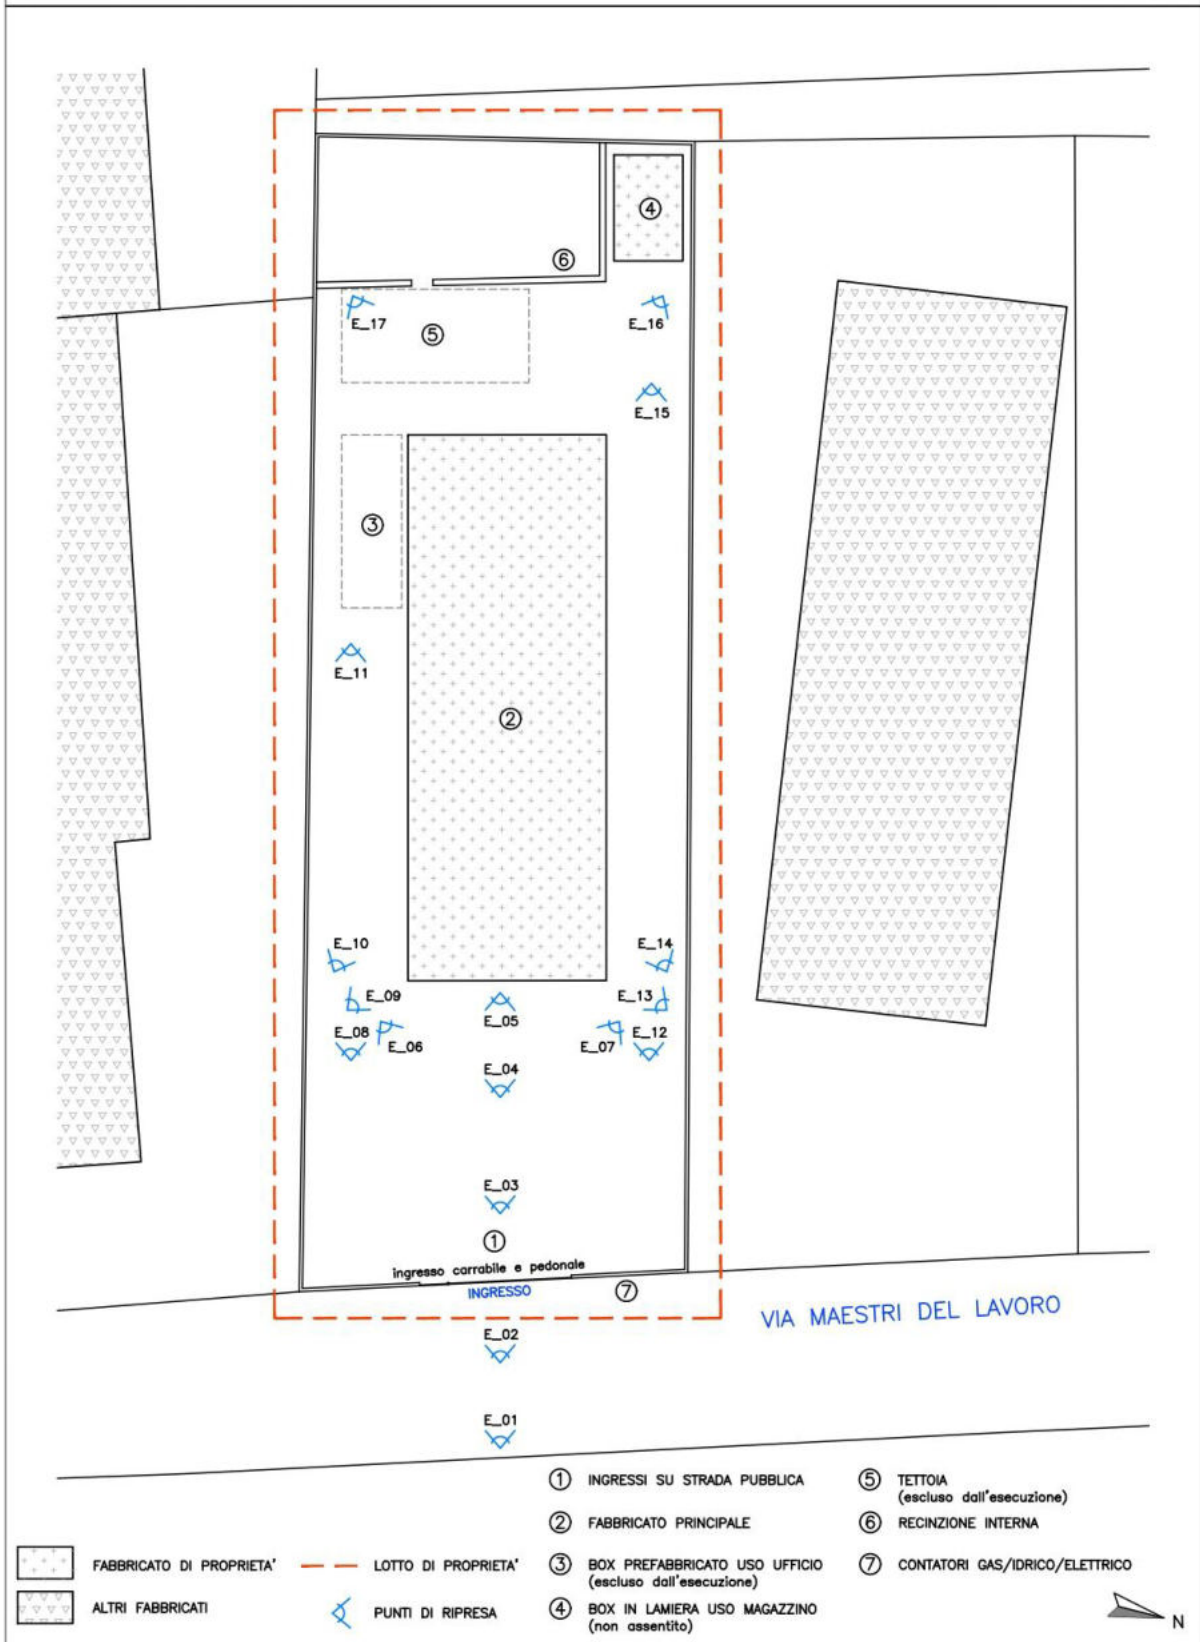 ④
⑥
E_17
E_16
⑤
E_15
③
E_11
②
E_10
E_14
E_09
E_13
E_05
E_08
E_12
E_06
E_07
E_04
E_03
①
ingresso carrabile e pedonale
INGRESSO
⑦
VIA MAESTRI DEL LAVORO
E_02
E_01
① INGRESSI SU STRADA PUBBLICA
② FABBRICATO PRINCIPALE
③ BOX PREFABBRICATO USO UFFICIO
(escluso dall'esecuzione)
④ BOX IN LAMIERA USO MAGAZZINO
(non assentito)
⑤ TETTOIA
(escluso dall'esecuzione)
⑥ RECINZIONE INTERNA
⑦ CONTATORI GAS/IDRICO/ELETTRICO
FABBRICATO DI PROPRIETA'
ALTRI FABBRICATI
LOTTO DI PROPRIETA'
PUNTI DI RIPRESA
N